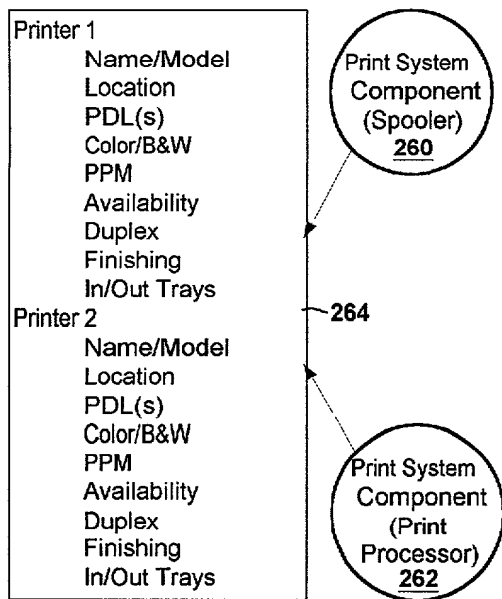 Printer 1
Name/Model
Location
PDL(s)
Color/B&W
PPM
Availability
Duplex
Finishing
In/Out Trays
Printer 2
Name/Model
Location
PDL(s)
Color/B&W
PPM
Availability
Duplex
Finishing
In/Out Trays
Print System
Component
(Spooler)
260
264
Print System
Component
(Print
Processor)
262